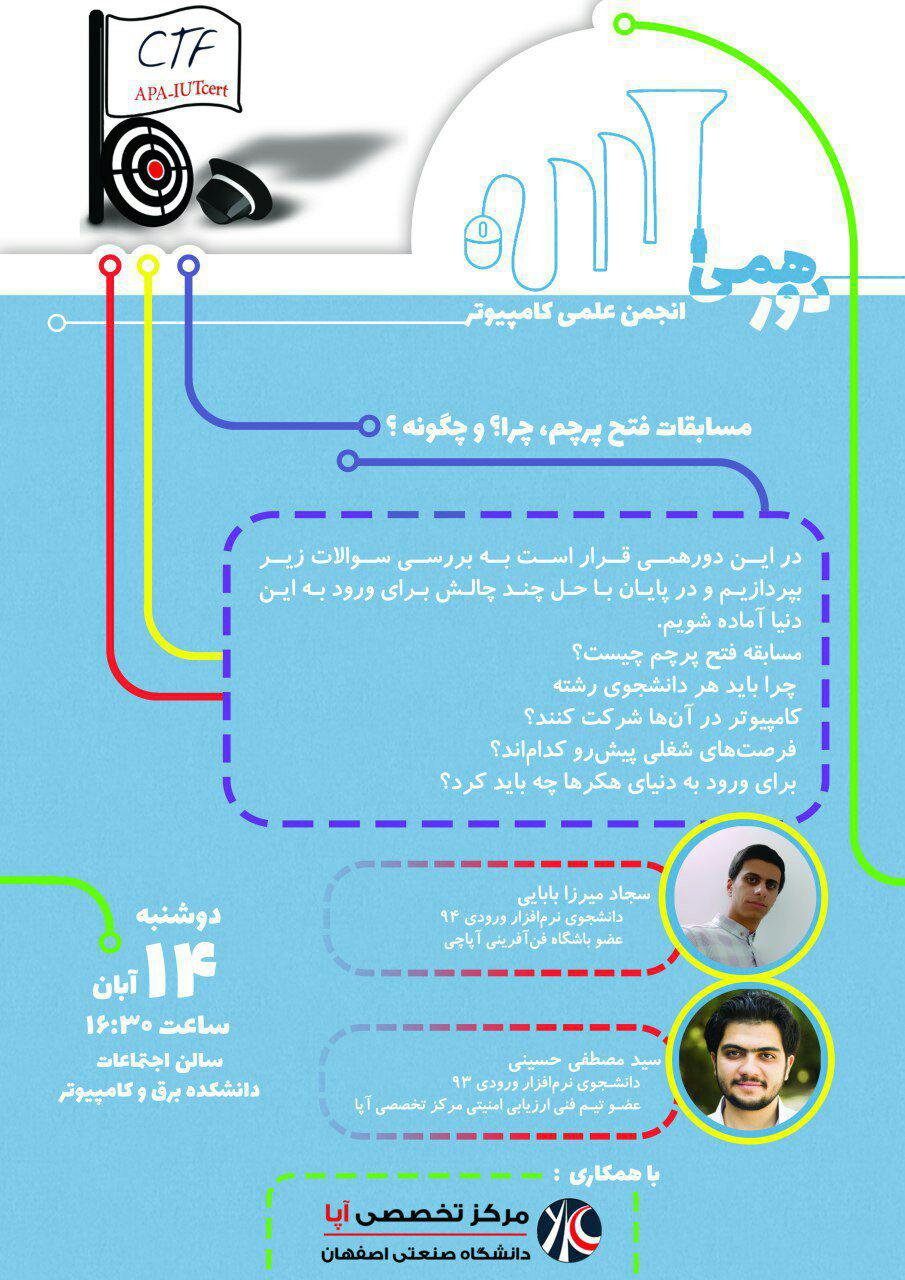 CTF
APA-IUTcert
دورهمی
انجمن علمی کامپیوتر
مسابقات فتح پرچم، چرا؟ و چگونه ؟
در این دورهمی قرار است به بررسی سوالات زیر
بپردازیم و در پایان با حل چند چالش برای ورود به این
دنیا آماده شویم.
مسابقه فتح پرچم چیست؟
چرا باید هر دانشجوی رشته
کامپیوتر در آن‌ها شرکت کنند؟
فرصت‌های شغلی پیش‌رو کدام‌اند؟
برای ورود به دنیای هکرها چه باید کرد؟
سجاد میرزا بابایی
دانشجوی نرم‌افزار ورودی ۹۴
عضو باشگاه فن‌آفرینی آپاچی
سید مصطفی حسینی
دانشجوی نرم‌افزار ورودی ۹۳
عضو تیم فنی ارزیابی امنیتی مرکز تخصصی آپا
دوشنبه
۱۴ آبان
ساعت ۱۶:۳۰
سالن اجتماعات
دانشکده برق و کامپیوتر
با همکاری :
مرکز تخصصی آپا
دانشگاه صنعتی اصفهان